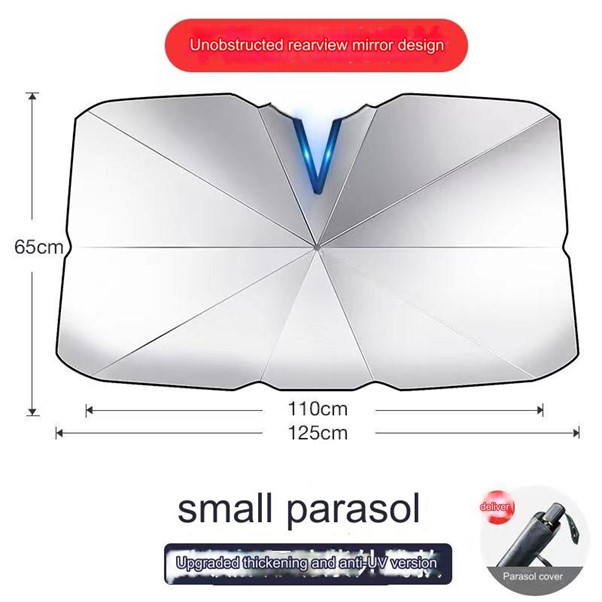 Unobstructed rearview mirror design
65cm
110cm
125cm
small parasol
Upgraded thickening and anti-UV version
deliver
Parasol cover